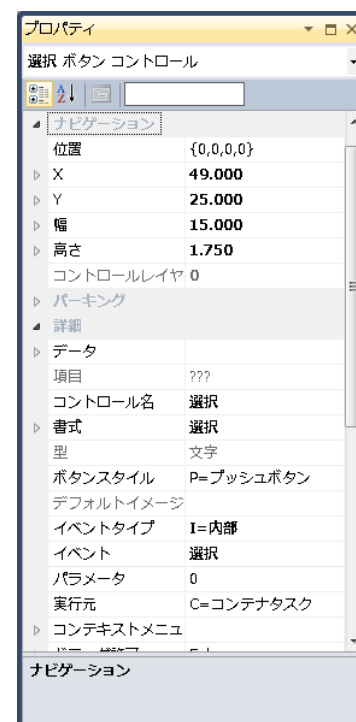 プロパティ
選択 ボタン コントロール
ナビゲーション
位置 {0,0,0,0}
X 49.000
Y 25.000
幅 15.000
高さ 1.750
コントロールレイヤ 0
パーキング
詳細
データ
項目 ???
コントロール名 選択
書式 選択
型 文字
ボタンスタイル P=プッシュボタン
デフォルトイメージ
イベントタイプ I=内部
イベント 選択
パラメータ 0
実行元 C=コンテナタスク
コンテキストメニュ
ナビゲーション